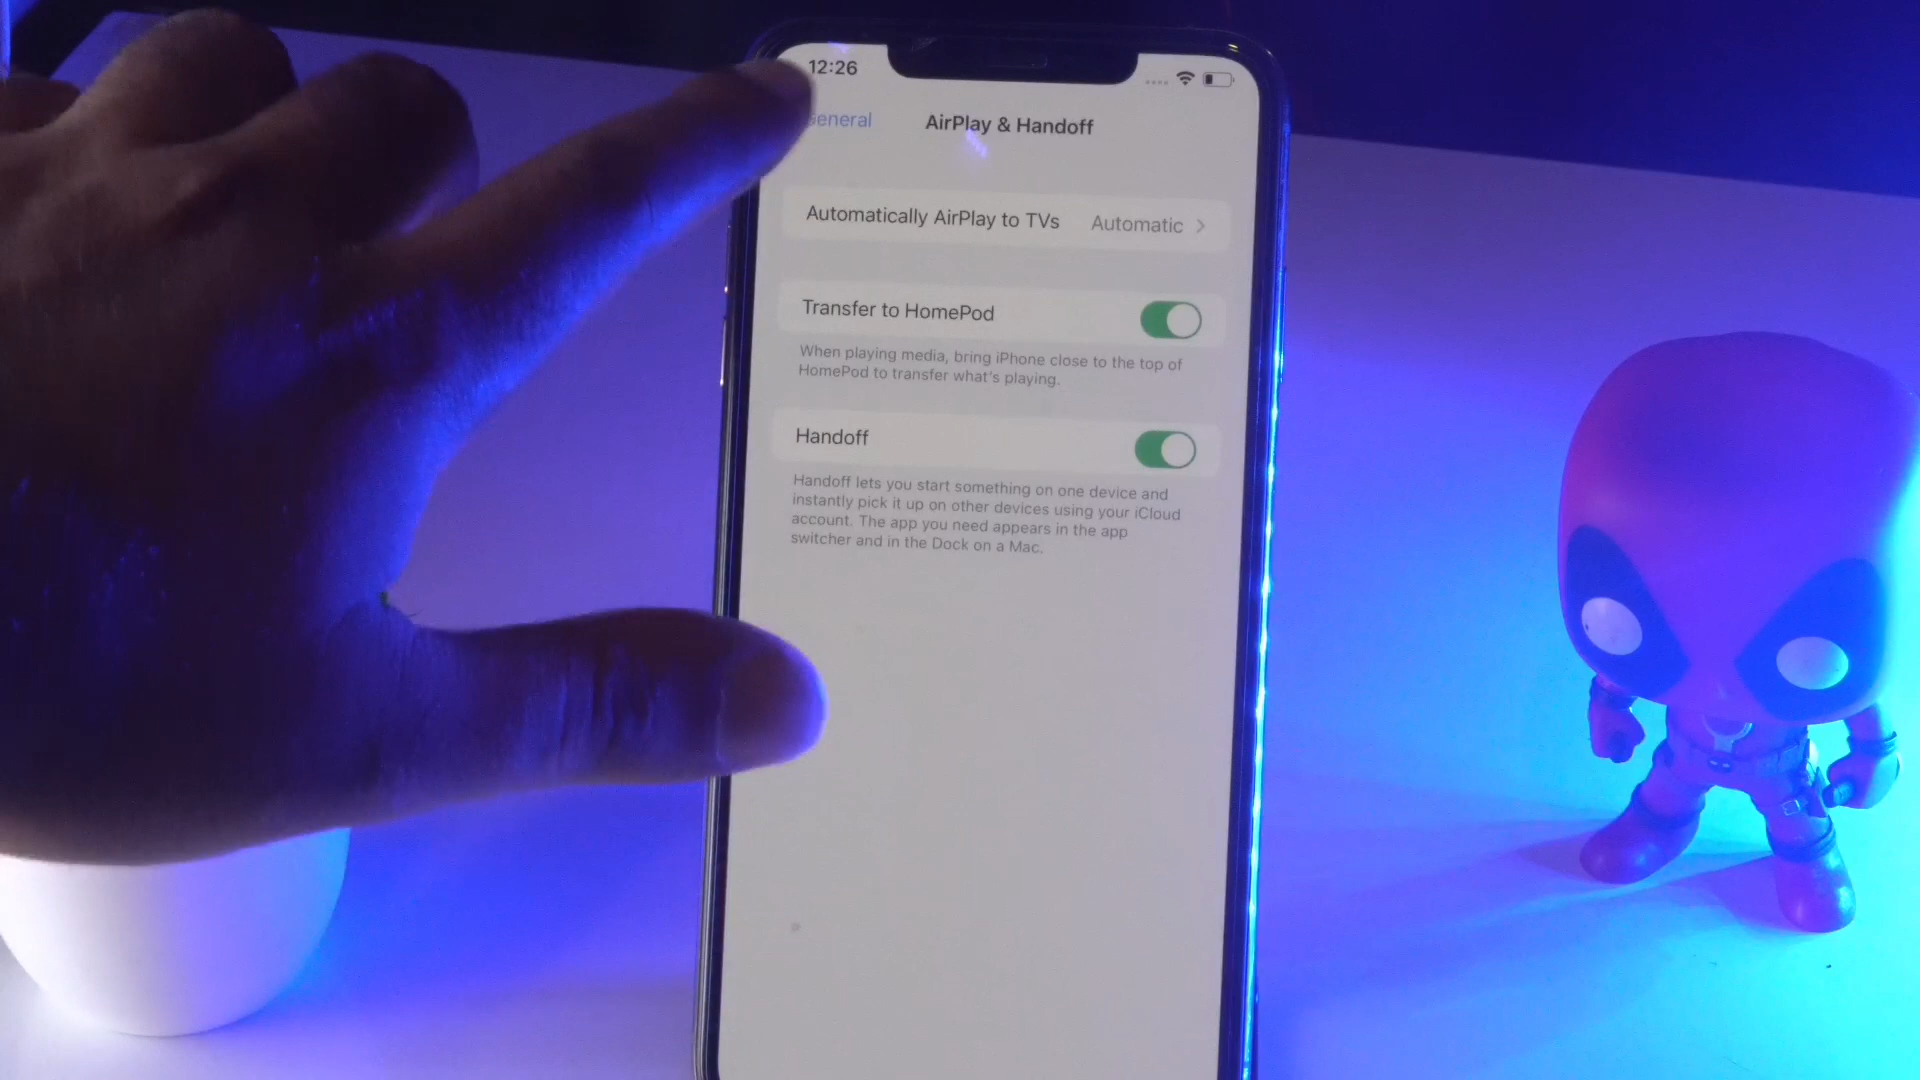 12:26
General
AirPlay & Handoff
Automatically AirPlay to TVs Automatic
Transfer to HomePod
When playing media, bring iPhone close to the top of
HomePod to transfer what's playing.
Handoff
Handoff lets you start something on one device and
instantly pick it up on other devices using your iCloud
account. The app you need appears in the app
switcher and in the Dock on a Mac.